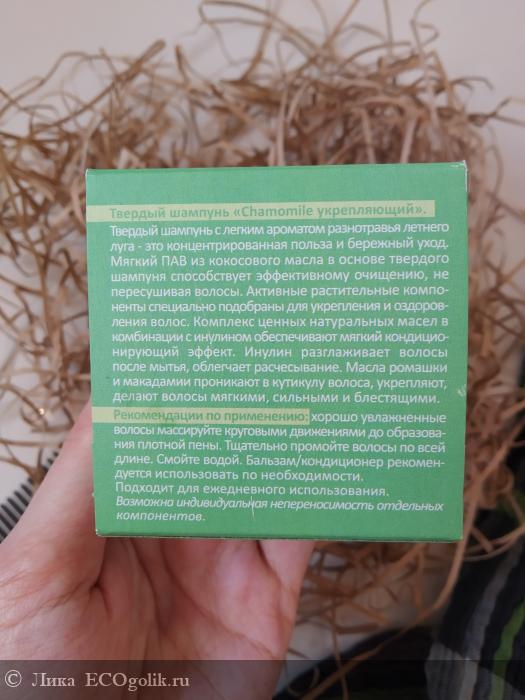 Твердый шампунь «Chamomile укрепляющий».
Твердый шампунь с легким ароматом разнотравья летнего
луга - это концентрированная польза и бережный уход.
Мягкий ПАВ из кокосового масла в основе твердого
шампуня способствует эффективному очищению, не
пересушивая волосы. Активные растительные компо-
ненты специально подобраны для укрепления и оздоров-
ления волос. Комплекс ценных натуральных масел в
комбинации с инулином обеспечивают мягкий кондицио-
нирующий эффект. Инулин разглаживает волосы
после мытья, облегчает расчесывание. Масла ромашки
и макадамии проникают в кутикулу волоса, укрепляют,
делают волосы мягкими, сильными и блестящими.
Рекомендации по применению: хорошо увлажненные
волосы массируйте круговыми движениями до образова-
ния плотной пены. Тщательно промойте волосы по всей
длине. Смойте водой. Бальзам/кондиционер рекомен-
дуется использовать по необходимости.
Подходит для ежедневного использования.
Возможна индивидуальная непереносимость отдельных
компонентов.
© Лика ECOgolik.ru